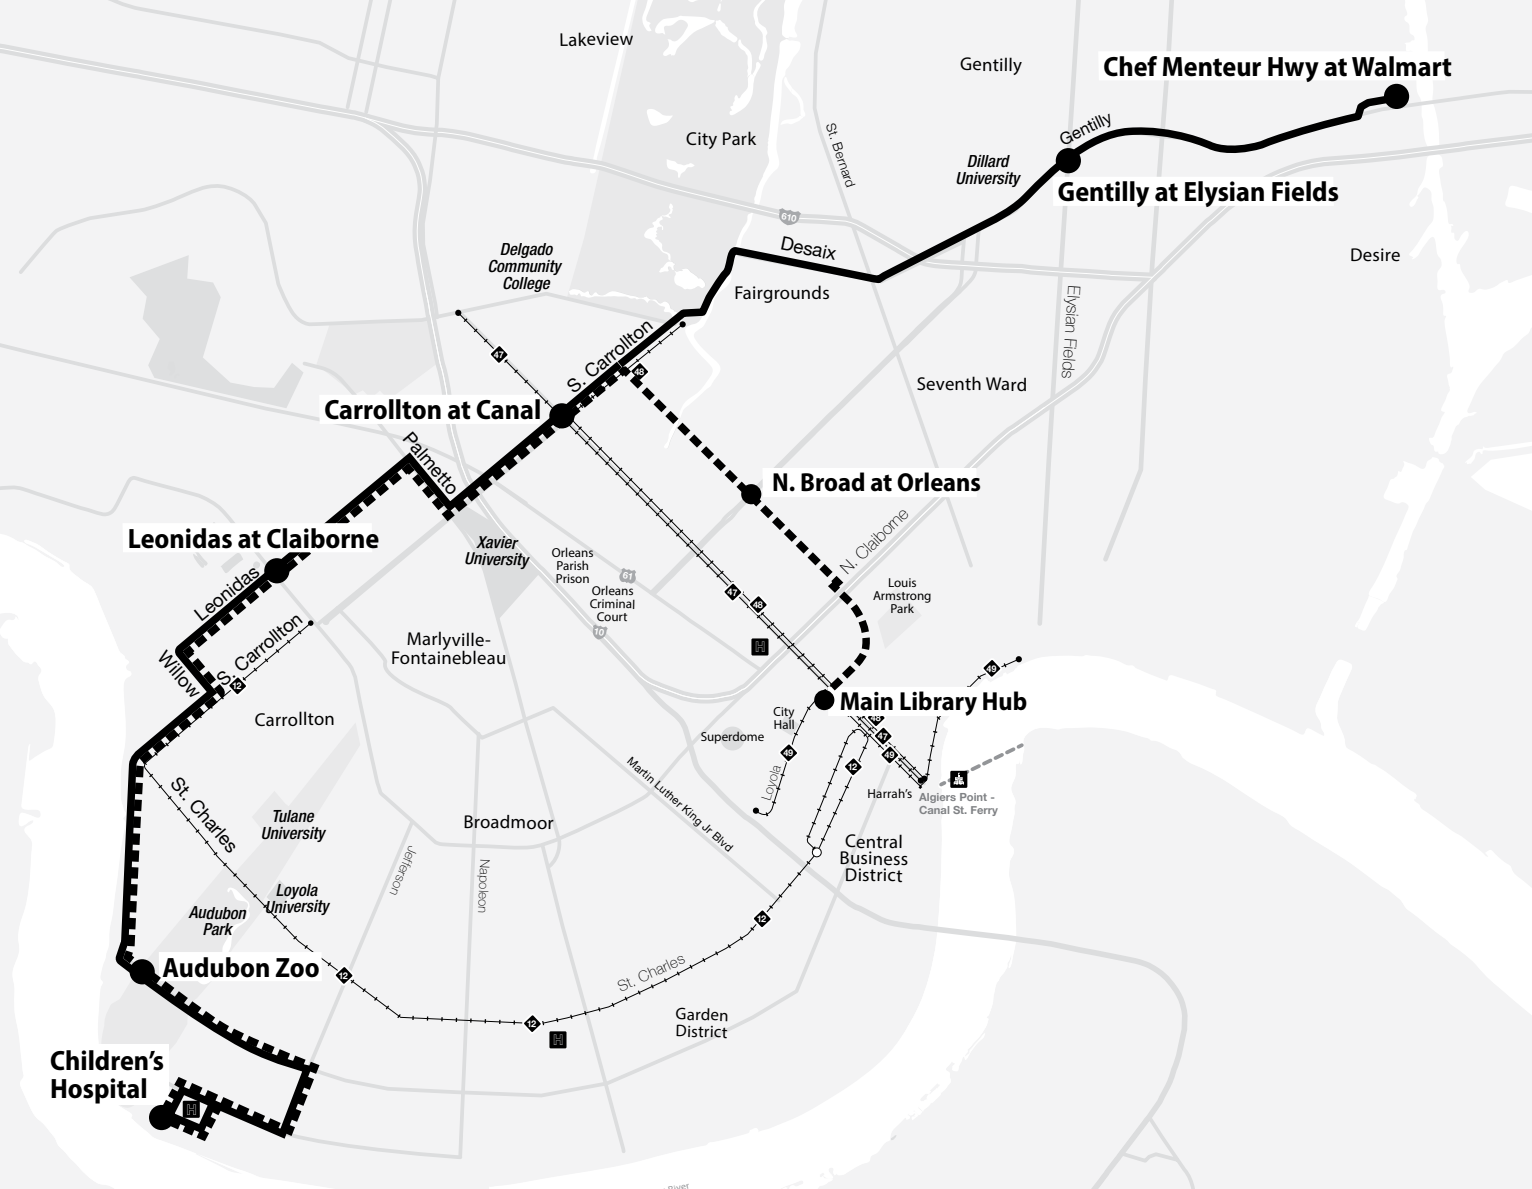 Lakeview
Gentilly
Chef Menteur Hwy at Walmart
City Park
St. Bernard
Gentilly
Dillard
University
Gentilly at Elysian Fields
610
Desaix
Delgado
Community
College
Desire
Fairgrounds
Elysian Fields
S. Carrollton
47
48
Seventh Ward
Carrollton at Canal
Palmetto
N. Broad at Orleans
Leonidas at Claiborne
N. Claiborne
Xavier
University
Orleans
Parish
Prison
61
Orleans
Criminal
Court
10
Louis
Armstrong
Park
47
48
Leonidas
S. Carrollton
Willow
12
Marlyville-
Fontainebleau
H
49
Main Library Hub
Carrollton
City
Hall
Superdome
48
47
49
49
12
Loyola
Martin Luther King Jr Blvd
Harrah's
Algiers Point -
Canal St. Ferry
St. Charles
Tulane
University
Broadmoor
Central
Business
District
Jefferson
Napoleon
Loyola
University
Audubon
Park
12
Audubon Zoo
12
St. Charles
12
H
Garden
District
Children's
Hospital
H
River